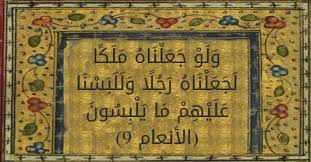 وَلَوْ جَعَلْنَاهُ مَلَكًا
لَجَعَلْنَاهُ رَجُلًا وَلَلَبَسْنَا
عَلَيْهِمْ مَا يَلْبِسُونَ
(الأنعام 9)